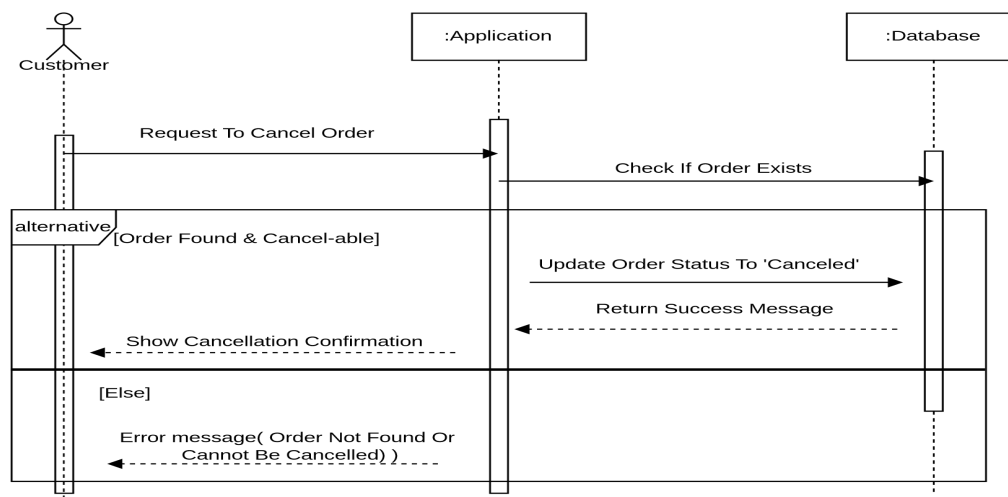 Customer
:Application
:Database
Request To Cancel Order
Check If Order Exists
alternative
[Order Found & Cancel-able]
Update Order Status To 'Canceled'
Return Success Message
Show Cancellation Confirmation
[Else]
Error message( Order Not Found Or
Cannot Be Cancelled) )